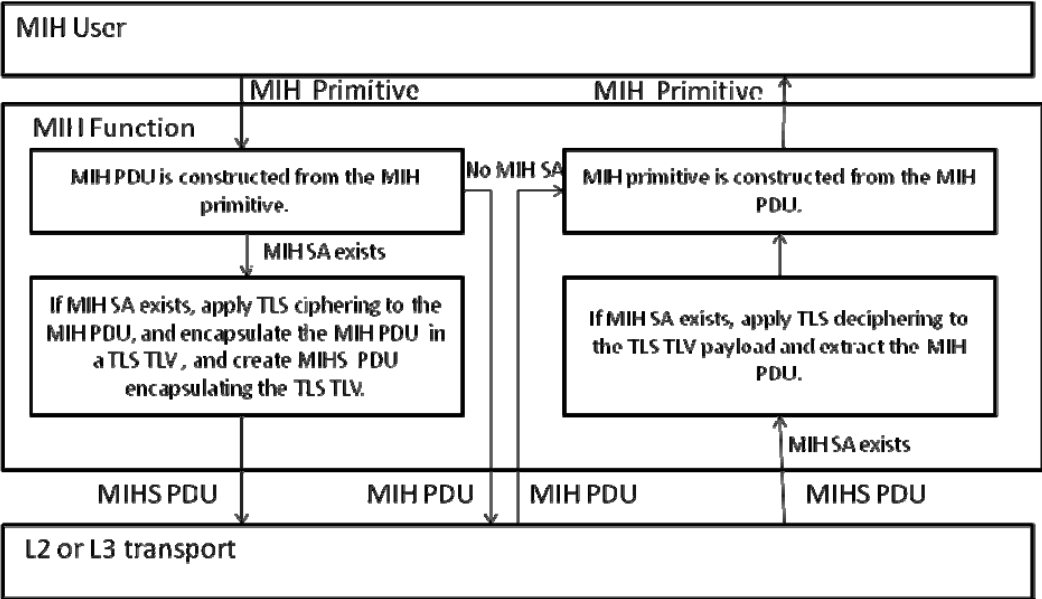 MIH User
MIH Primitive
MIH Primitive
MIH Function
MIH PDU is constructed from the MIH
primitive.
No MIH SA
MIH primitive is constructed from the MIH
PDU.
MIH SA exists
If MIH SA exists, apply TLS ciphering to the
MIH PDU, and encapsulate the MIH PDU in
a TLS TLV, and create MIHS PDU
encapsulating the TLS TLV.
If MIH SA exists, apply TLS deciphering to
the TLS TLV payload and extract the MIH
PDU.
MIH SA exists
MIHS PDU
MIH PDU
MIH PDU
MIHS PDU
L2 or L3 transport